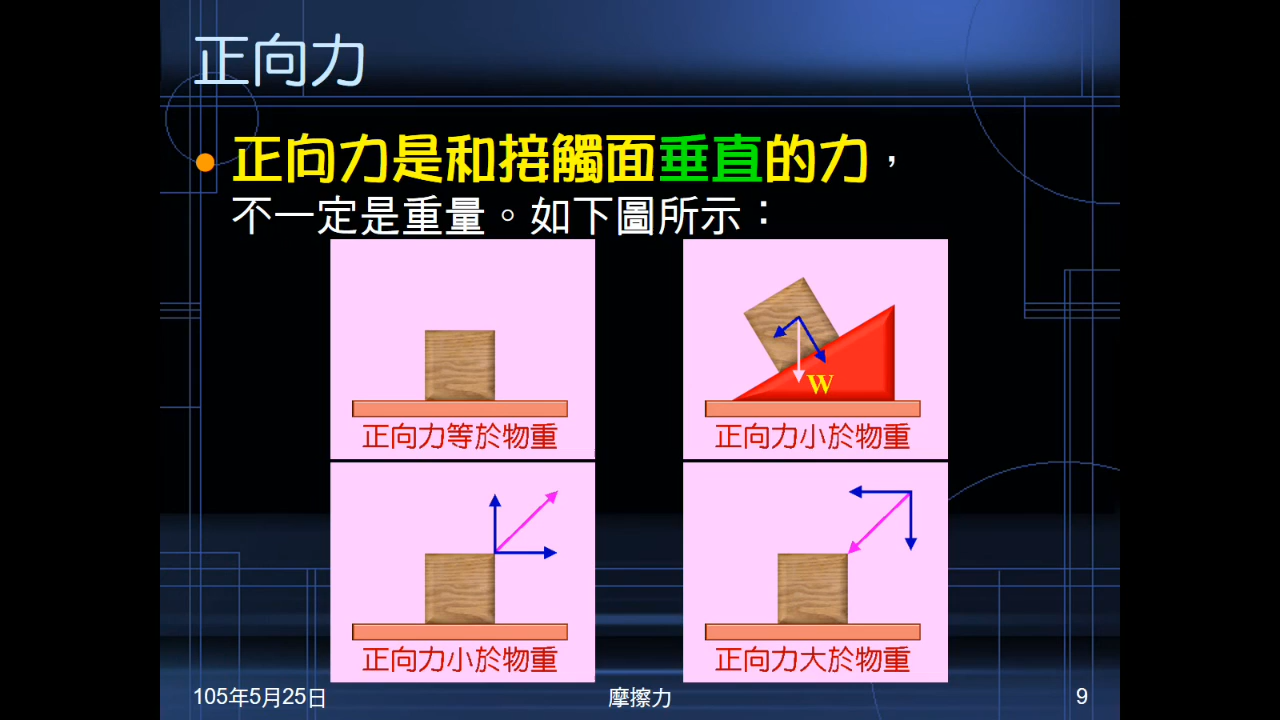 正向力
正向力是和接觸面垂直的力，
不一定是重量。如下圖所示：
正向力等於物重
W
正向力小於物重
正向力小於物重
正向力大於物重
105年5月25日
摩擦力
9